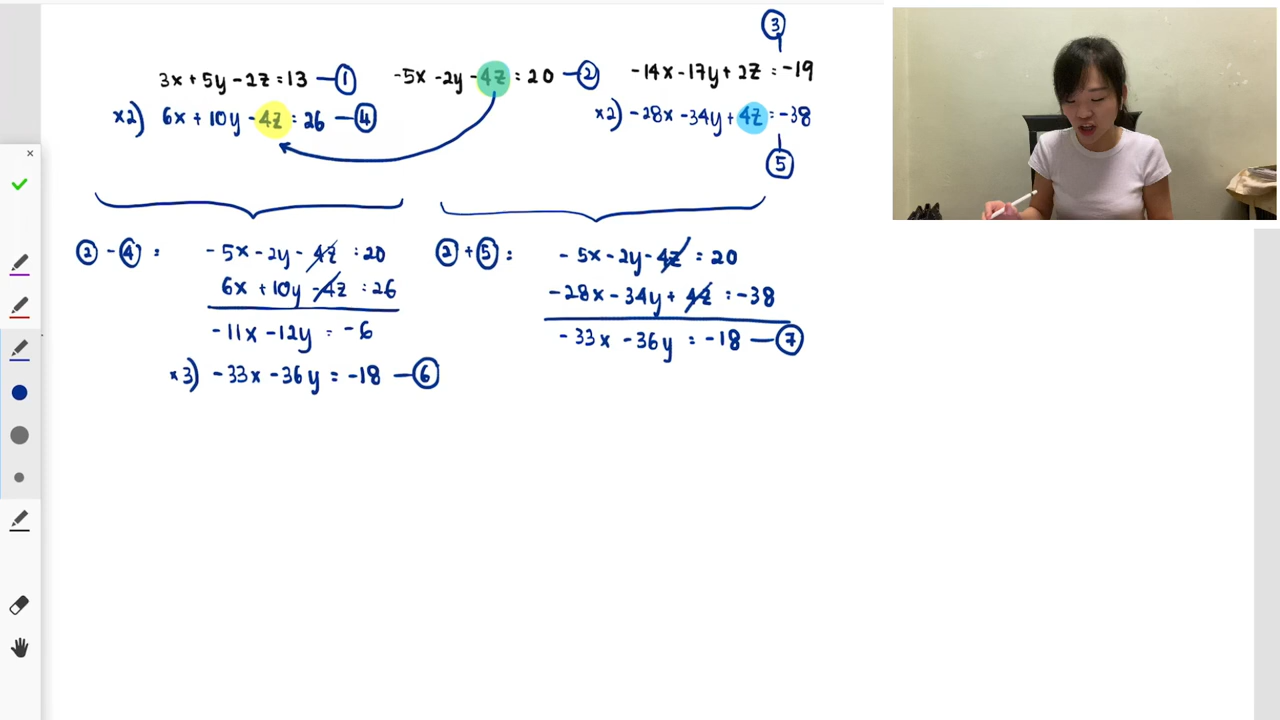 ③
3x + 5y - 2z = 13 — ① -5x - 2y - 4z = 20 — ② -14x - 17y + 2z = -19
×2) 6x + 10y - 4z = 26 — ④ ×2) -28x - 34y + 4z = -38
⑤
② - ④ : -5x - 2y - 4z = 20 ② + ⑤ : -5x - 2y - 4z = 20
6x + 10y - 4z = 26 -28x - 34y + 4z = -38
-11x - 12y = -6 -33x - 36y = -18 — ⑦
×3) -33x - 36y = -18 — ⑥